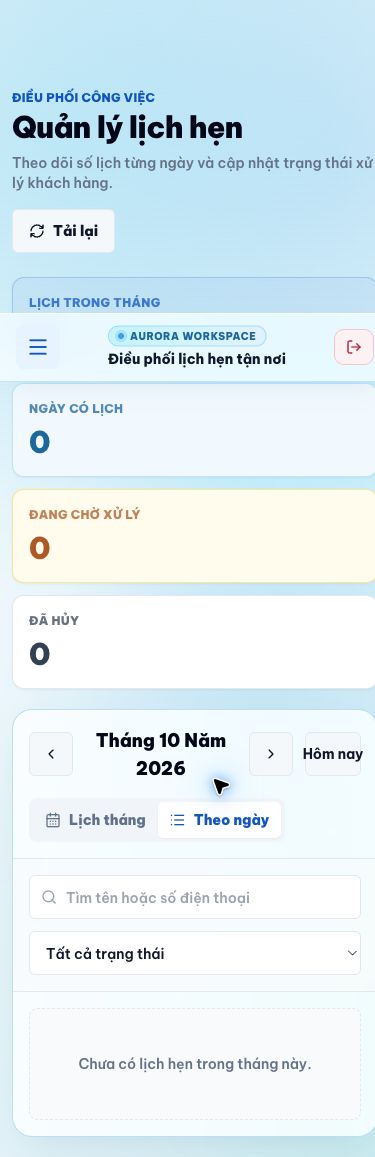 ĐIỀU PHỐI CÔNG VIỆC
Quản lý lịch hẹn
Theo dõi số lịch từng ngày và cập nhật trạng thái xử
lý khách hàng.
Tải lại
LỊCH TRONG THÁNG
AURORA WORKSPACE
Điều phối lịch hẹn tận nơi
NGÀY CÓ LỊCH
0
ĐANG CHỜ XỬ LÝ
0
ĐÃ HỦY
0
Tháng 10 Năm
2026
Hôm nay
Lịch tháng
Theo ngày
Tìm tên hoặc số điện thoại
Tất cả trạng thái
Chưa có lịch hẹn trong tháng này.